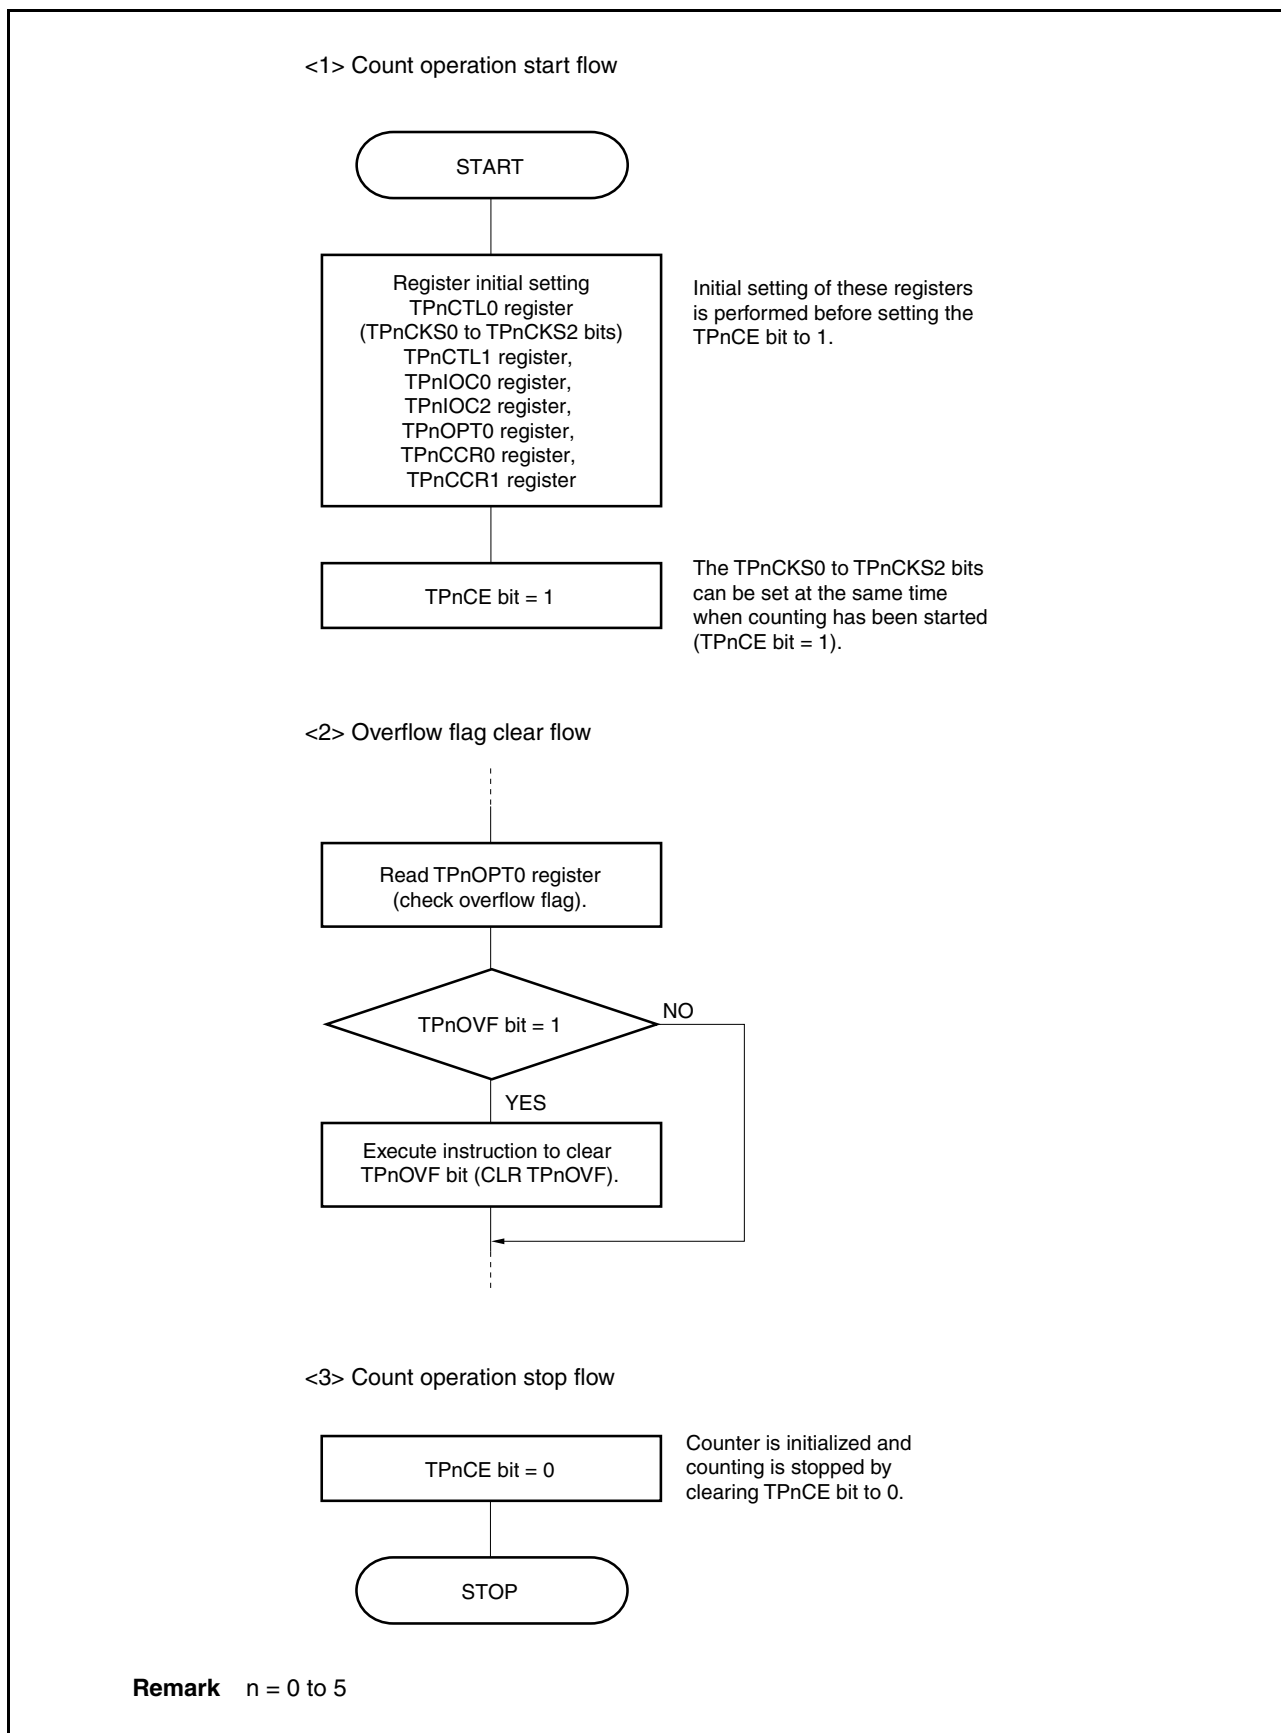 <1> Count operation start flow
START
Register initial setting
TPnCTL0 register
(TPnCKS0 to TPnCKS2 bits)
TPnCTL1 register,
TPnIOC0 register,
TPnIOC2 register,
TPnOPT0 register,
TPnCCR0 register,
TPnCCR1 register
Initial setting of these registers
is performed before setting the
TPnCE bit to 1.
TPnCE bit = 1
The TPnCKS0 to TPnCKS2 bits
can be set at the same time
when counting has been started
(TPnCE bit = 1).
<2> Overflow flag clear flow
Read TPnOPT0 register
(check overflow flag).
TPnOVF bit = 1
NO
YES
Execute instruction to clear
TPnOVF bit (CLR TPnOVF).
<3> Count operation stop flow
TPnCE bit = 0
Counter is initialized and
counting is stopped by
clearing TPnCE bit to 0.
STOP
Remark n = 0 to 5